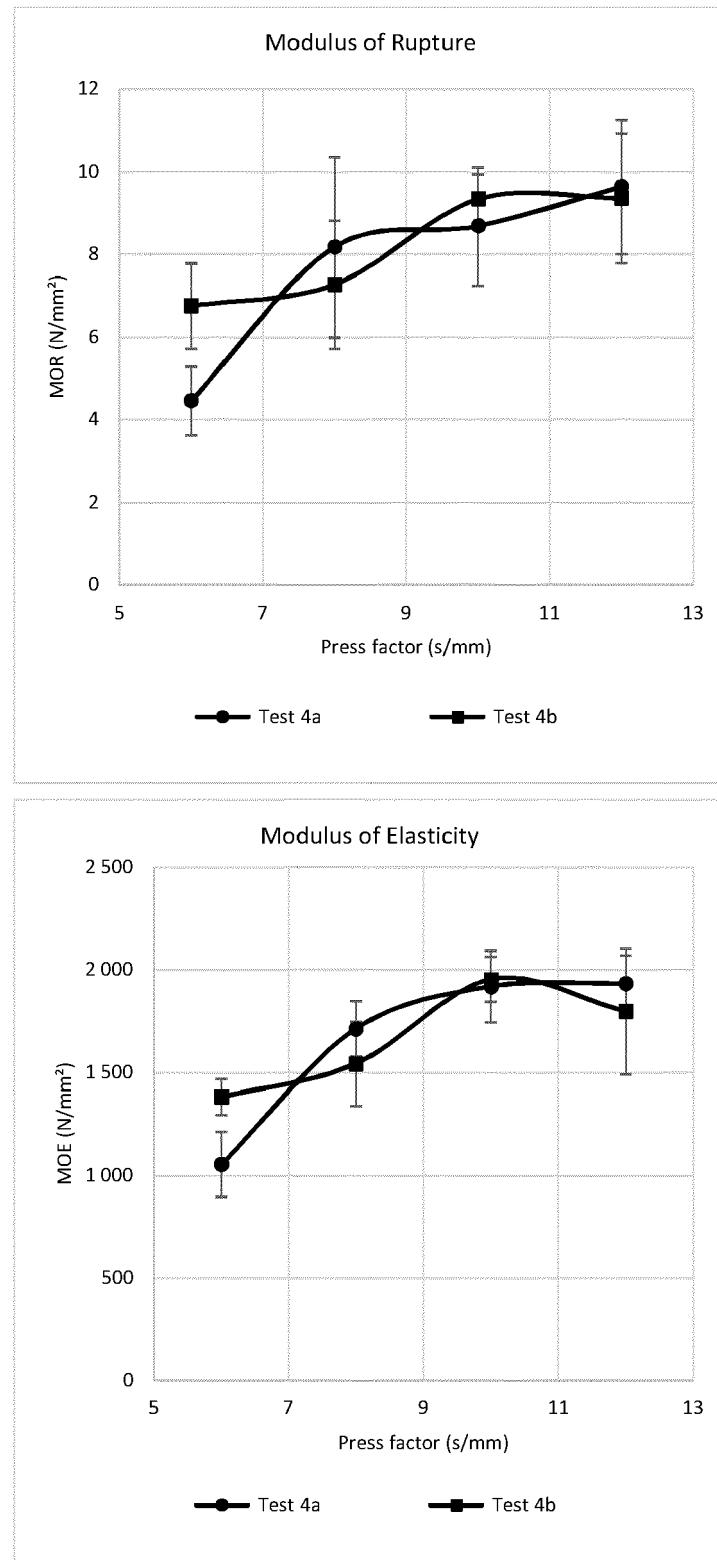 Modulus of Rupture
12
10
8
6
4
2
0
MOR (N/mm²)
5 7 9 11 13
Press factor (s/mm)
Test 4a Test 4b
Modulus of Elasticity
2 500
2 000
1 500
1 000
500
0
MOE (N/mm²)
5 7 9 11 13
Press factor (s/mm)
Test 4a Test 4b